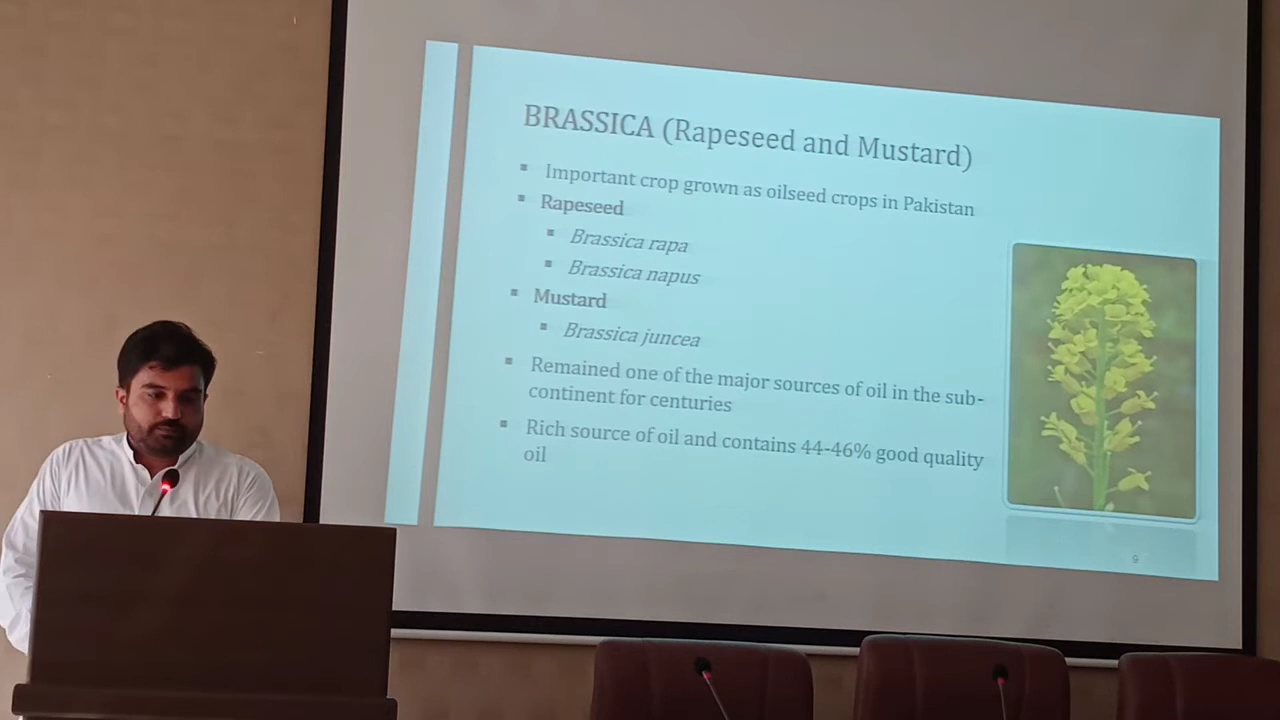 BRASSICA (Rapeseed and Mustard)
▪ Important crop grown as oilseed crops in Pakistan
▪ Rapeseed
▪ Brassica rapa
▪ Brassica napus
▪ Mustard
▪ Brassica juncea
▪ Remained one of the major sources of oil in the sub-
continent for centuries
▪ Rich source of oil and contains 44-46% good quality
oil
9